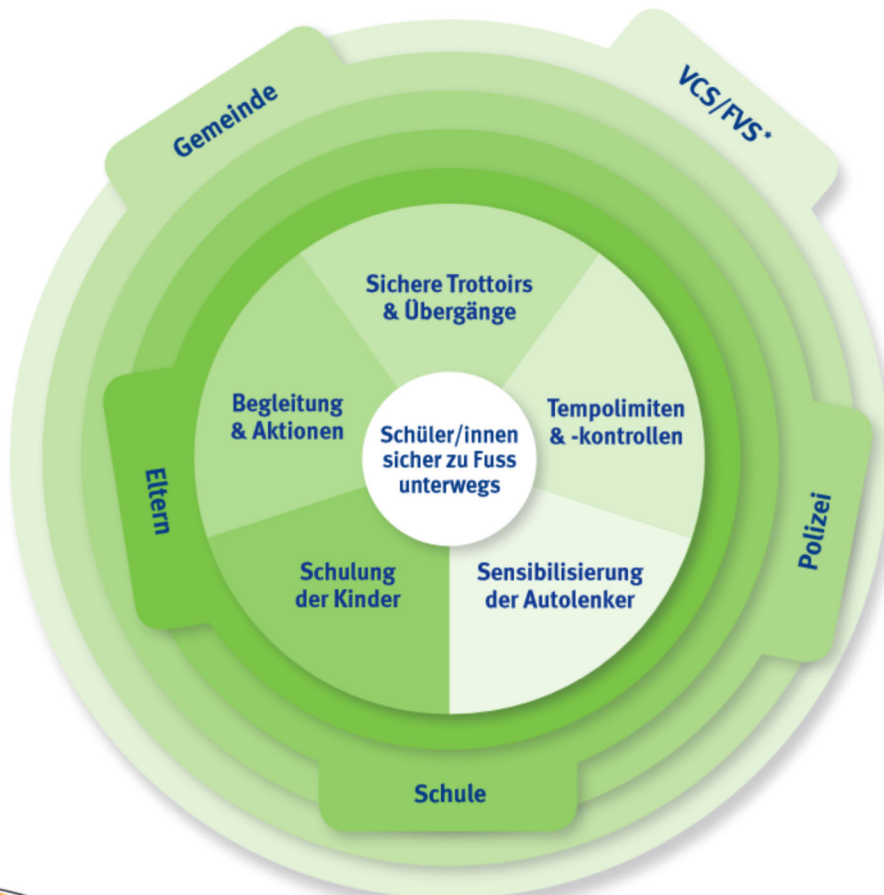 Gemeinde
VCS/FVS*
Sichere Trottoirs
& Übergänge
Begleitung
& Aktionen
Tempolimiten
& -kontrollen
Schüler/innen
sicher zu Fuss
unterwegs
Eltern
Polizei
Schulung
der Kinder
Sensibilisierung
der Autolenker
Schule